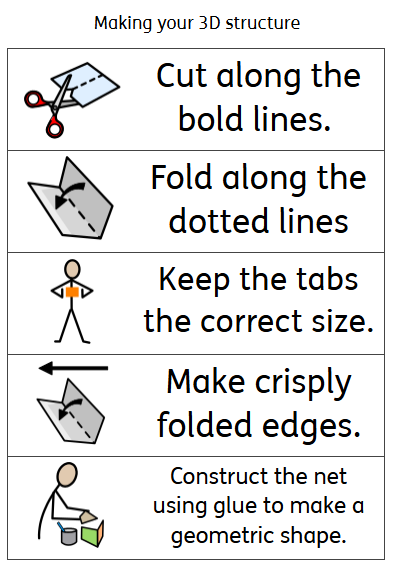 Making your 3D structure
Cut along the
bold lines.
Fold along the
dotted lines
Keep the tabs
the correct size.
Make crisply
folded edges.
Construct the net
using glue to make a
geometric shape.